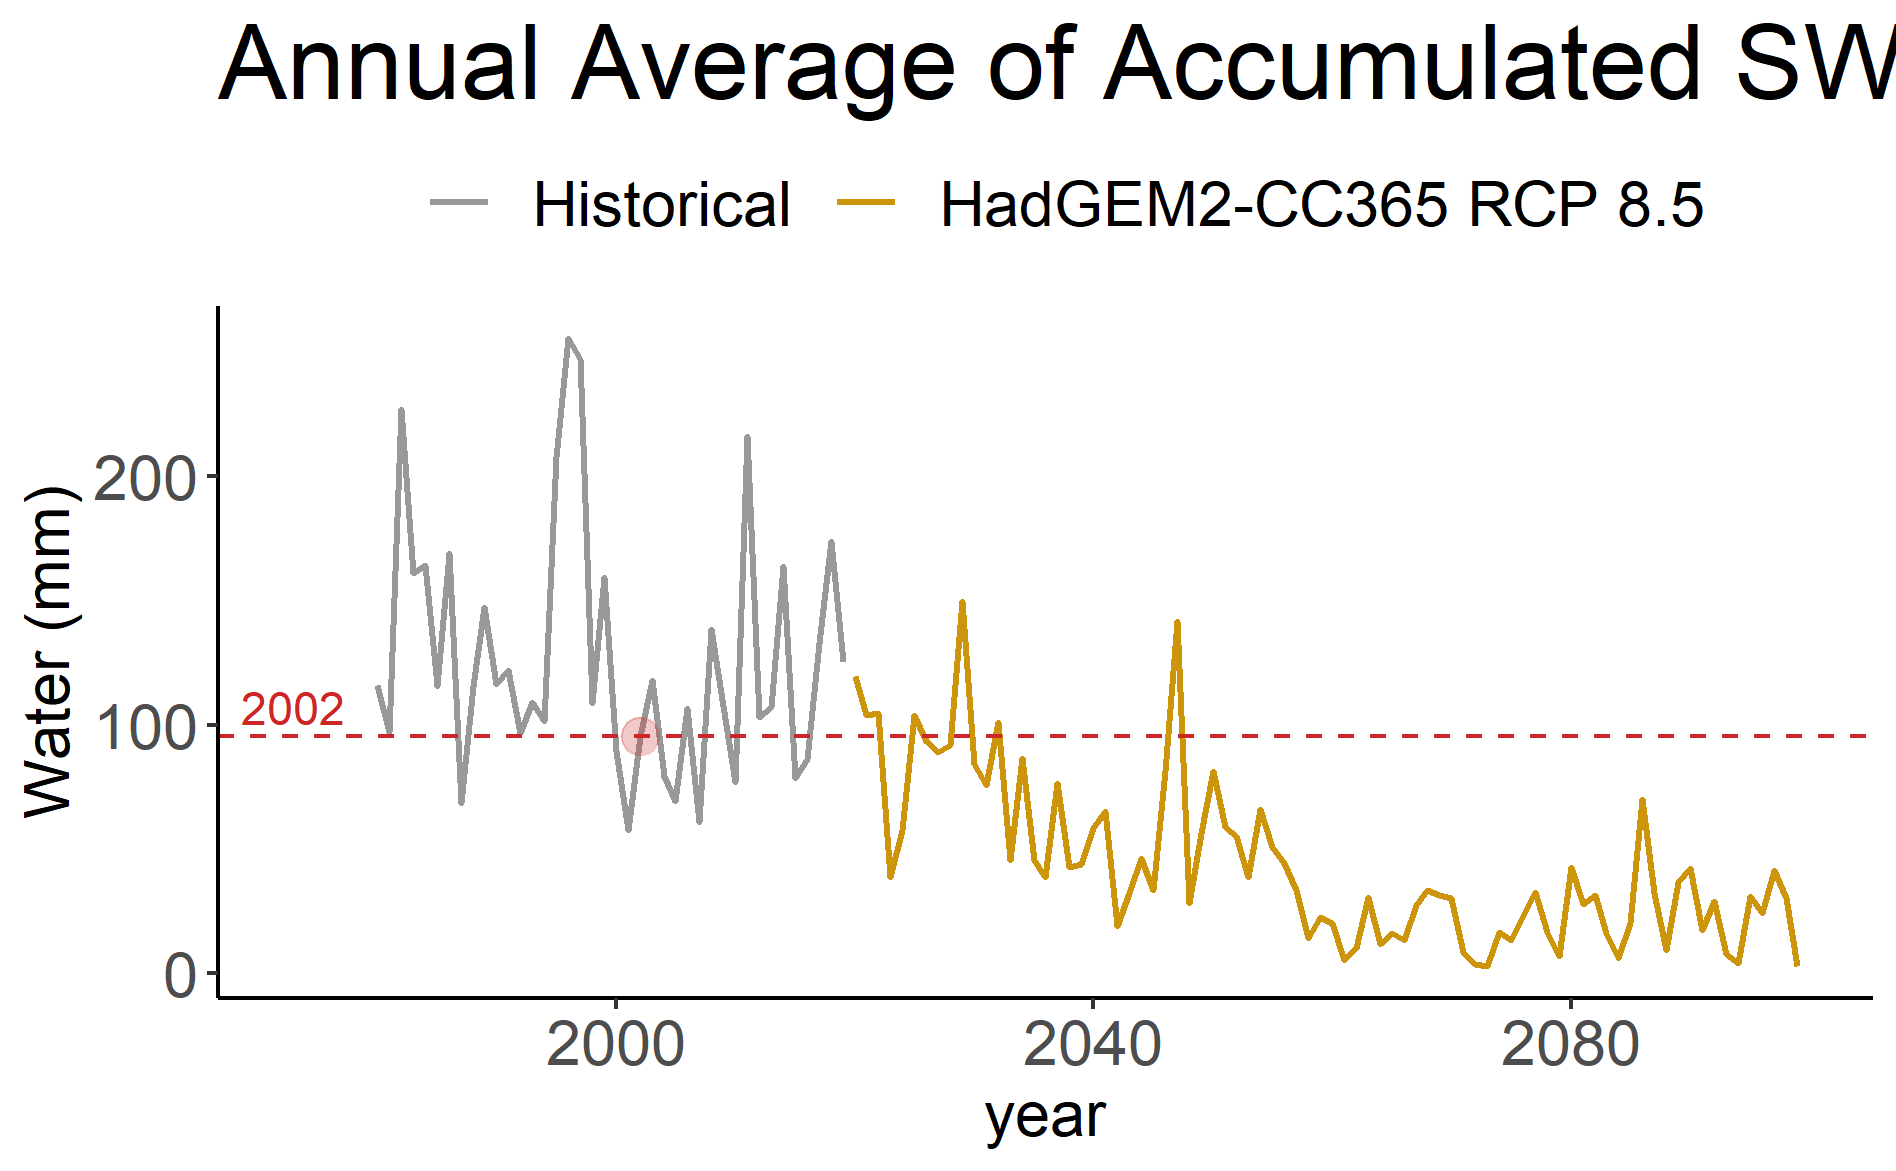 Annual Average of Accumulated SW
Historical HadGEM2-CC365 RCP 8.5
Water (mm)
200
100
0
2002
2000 2040 2080
year